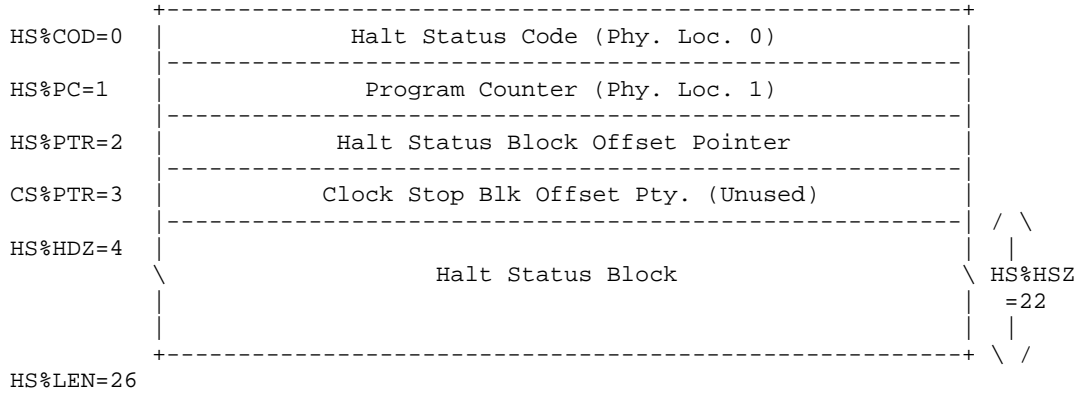 HS%COD=0 Halt Status Code (Phy. Loc. 0)
HS%PC=1 Program Counter (Phy. Loc. 1)
HS%PTR=2 Halt Status Block Offset Pointer
CS%PTR=3 Clock Stop Blk Offset Pty. (Unused)
HS%HDZ=4
Halt Status Block HS%HSZ
=22
HS%LEN=26